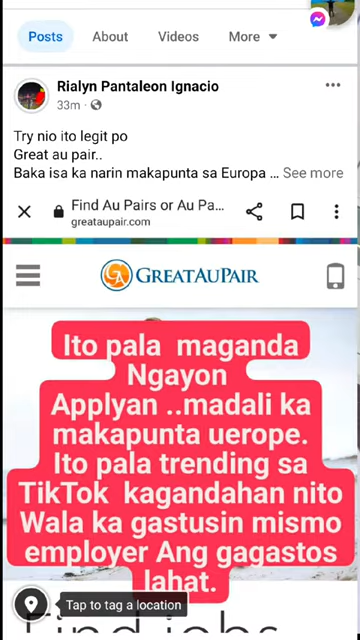 Posts About Videos More
Rialyn Pantaleon Ignacio
33m
Try nio ito legit po
Great au pair..
Baka isa ka narin makapunta sa Europa ... See more
Find Au Pairs or Au Pa...
greataupair.com
GA GREATAUPAIR
Ito pala maganda
Ngayon
Applyan ..madali ka
makapunta uerope.
Ito pala trending sa
TikTok kagandahan nito
Wala ka gastusin mismo
employer Ang gagastos
lahat.
Tap to tag a location
Find jobs